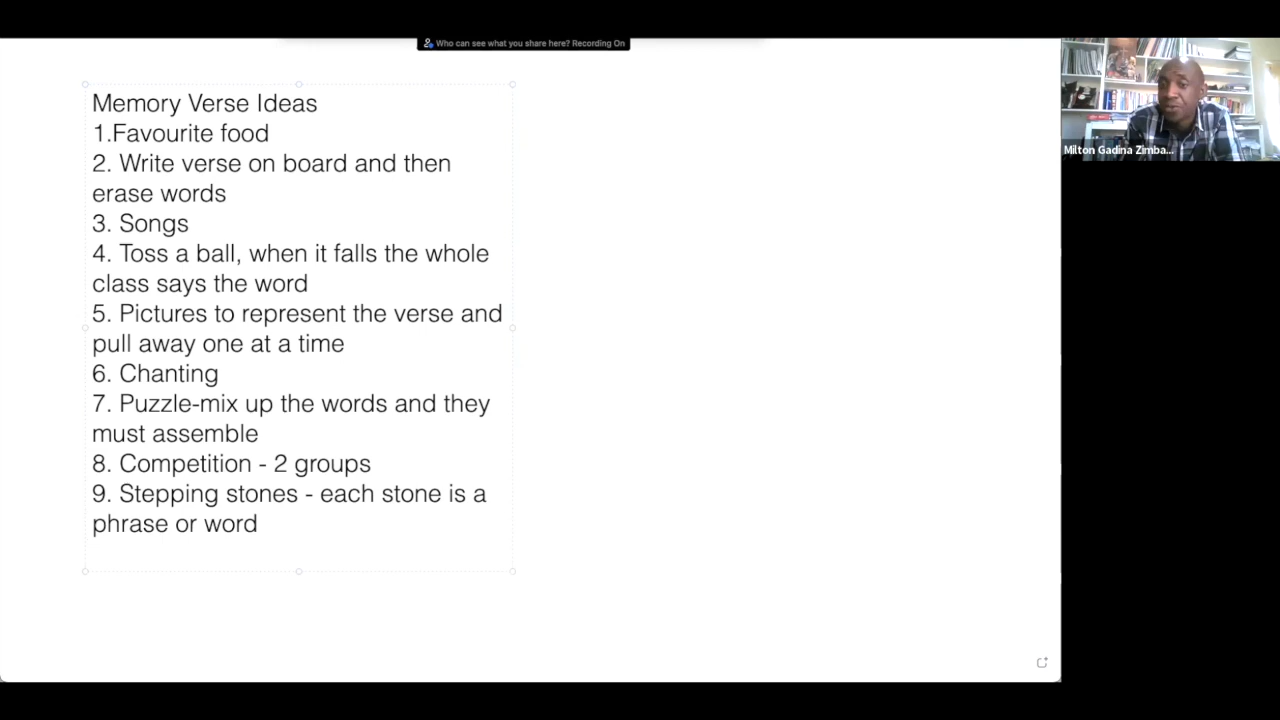 Who can see what you share here? Recording On
Memory Verse Ideas
1.Favourite food
2. Write verse on board and then
erase words
3. Songs
4. Toss a ball, when it falls the whole
class says the word
5. Pictures to represent the verse and
pull away one at a time
6. Chanting
7. Puzzle-mix up the words and they
must assemble
8. Competition - 2 groups
9. Stepping stones - each stone is a
phrase or word
Milton Gadina Zimba...